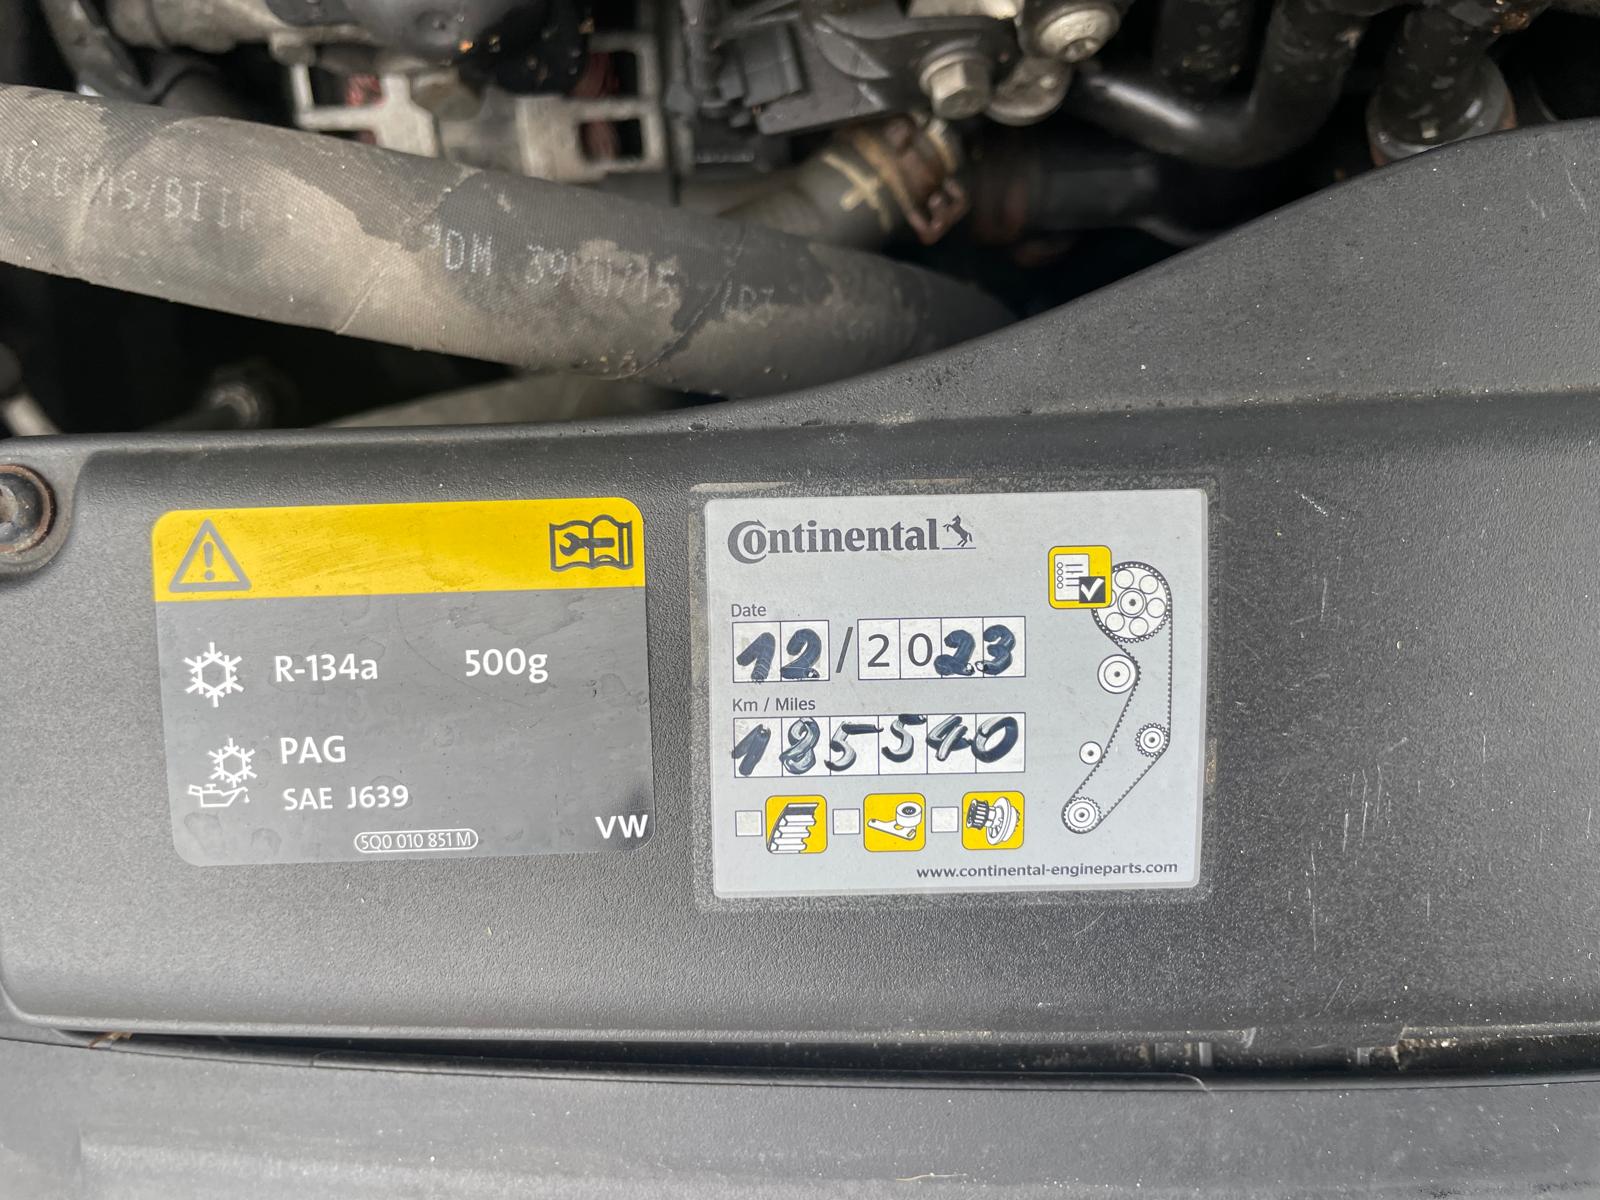 DM
R-134a 500g
PAG
SAE J639
5Q0 010 851 M
VW
Continental
Date
12/2023
Km / Miles
185540
www.continental-engineparts.com